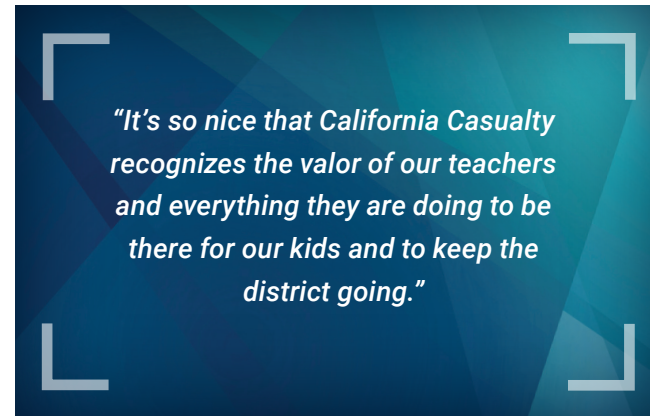 “It’s so nice that California Casualty
recognizes the valor of our teachers
and everything they are doing to be
there for our kids and to keep the
district going.”